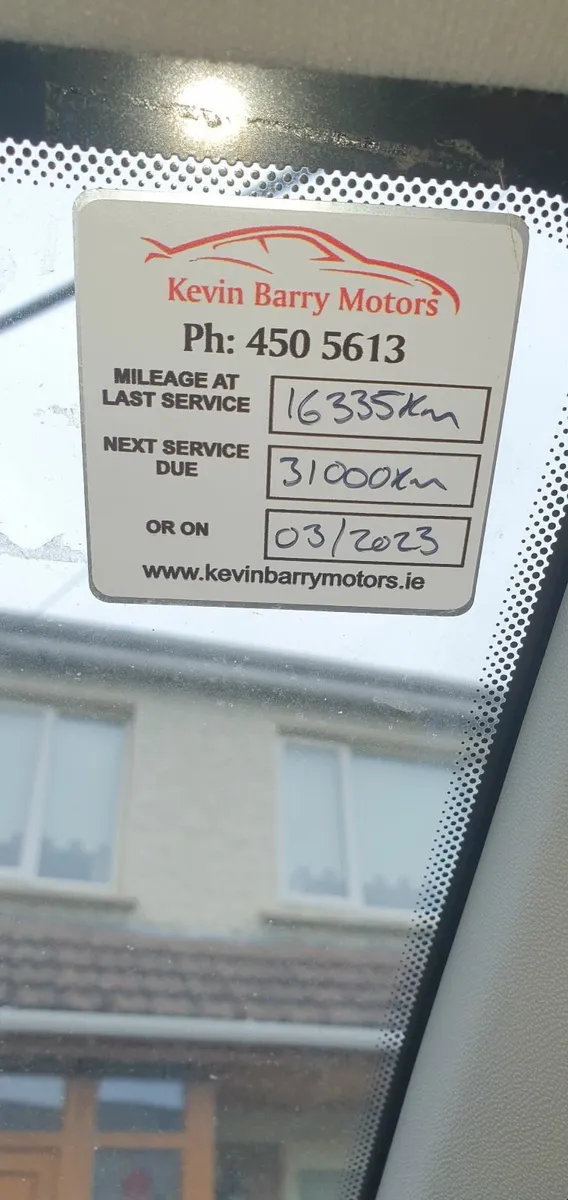 Kevin Barry Motors
Ph: 450 5613
MILEAGE AT
LAST SERVICE 16335km
NEXT SERVICE
DUE 31000km
OR ON 03/2023
www.kevinbarrymotors.ie